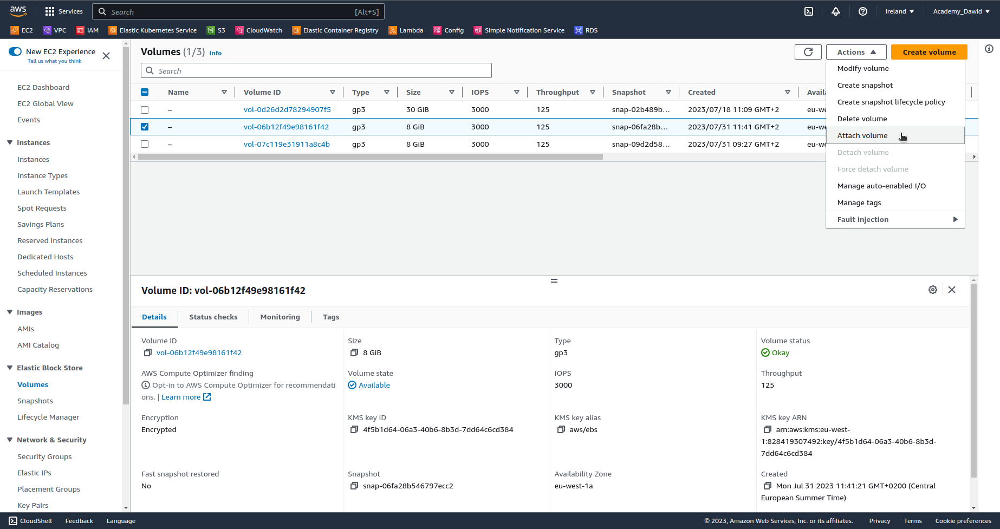 aws Services Search [Alt+S] Ireland Academy_Dawid
EC2 VPC IAM Elastic Kubernetes Service S3 CloudWatch Elastic Container Registry Lambda Config Simple Notification Service RDS
New EC2 Experience
Tell us what you think
EC2 Dashboard
EC2 Global View
Events
Instances
Instances
Instance Types
Launch Templates
Spot Requests
Savings Plans
Reserved Instances
Dedicated Hosts
Scheduled Instances
Capacity Reservations
Images
AMIs
AMI Catalog
Elastic Block Store
Volumes
Snapshots
Lifecycle Manager
Network & Security
Security Groups
Elastic IPs
Placement Groups
Key Pairs
Volumes (1/3) Info
Actions Create volume
Search
Name Volume ID Type Size IOPS Throughput Snapshot Created Availa
– vol-0d26d2d78294907f5 gp3 30 GiB 3000 125 snap-02b489b... 2023/07/18 11:09 GMT+2 eu-we
– vol-06b12f49e98161f42 gp3 8 GiB 3000 125 snap-06fa28b... 2023/07/31 11:41 GMT+2 eu-we
– vol-07c119e31911a8c4b gp3 8 GiB 3000 125 snap-09d2d58... 2023/07/31 09:27 GMT+2 eu-we
Modify volume
Create snapshot
Create snapshot lifecycle policy
Delete volume
Attach volume
Detach volume
Force detach volume
Manage auto-enabled I/O
Manage tags
Fault injection
Volume ID: vol-06b12f49e98161f42
Details Status checks Monitoring Tags
Volume ID
vol-06b12f49e98161f42
Size
8 GiB
Type
gp3
Volume status
Okay
AWS Compute Optimizer finding
Opt-in to AWS Compute Optimizer for recommendati
ons. | Learn more
Volume state
Available
IOPS
3000
Throughput
125
Encryption
Encrypted
KMS key ID
4f5b1d64-06a3-40b6-8b3d-7dd64c6cd384
KMS key alias
aws/ebs
KMS key ARN
arn:aws:kms:eu-west-
1:828419307492:key/4f5b1d64-06a3-40b6-8b3d-
7dd64c6cd384
Fast snapshot restored
No
Snapshot
snap-06fa28b546797ecc2
Availability Zone
eu-west-1a
Created
Mon Jul 31 2023 11:41:21 GMT+0200 (Central
European Summer Time)
CloudShell Feedback Language © 2023, Amazon Web Services, Inc. or its affiliates. Privacy Terms Cookie preferences